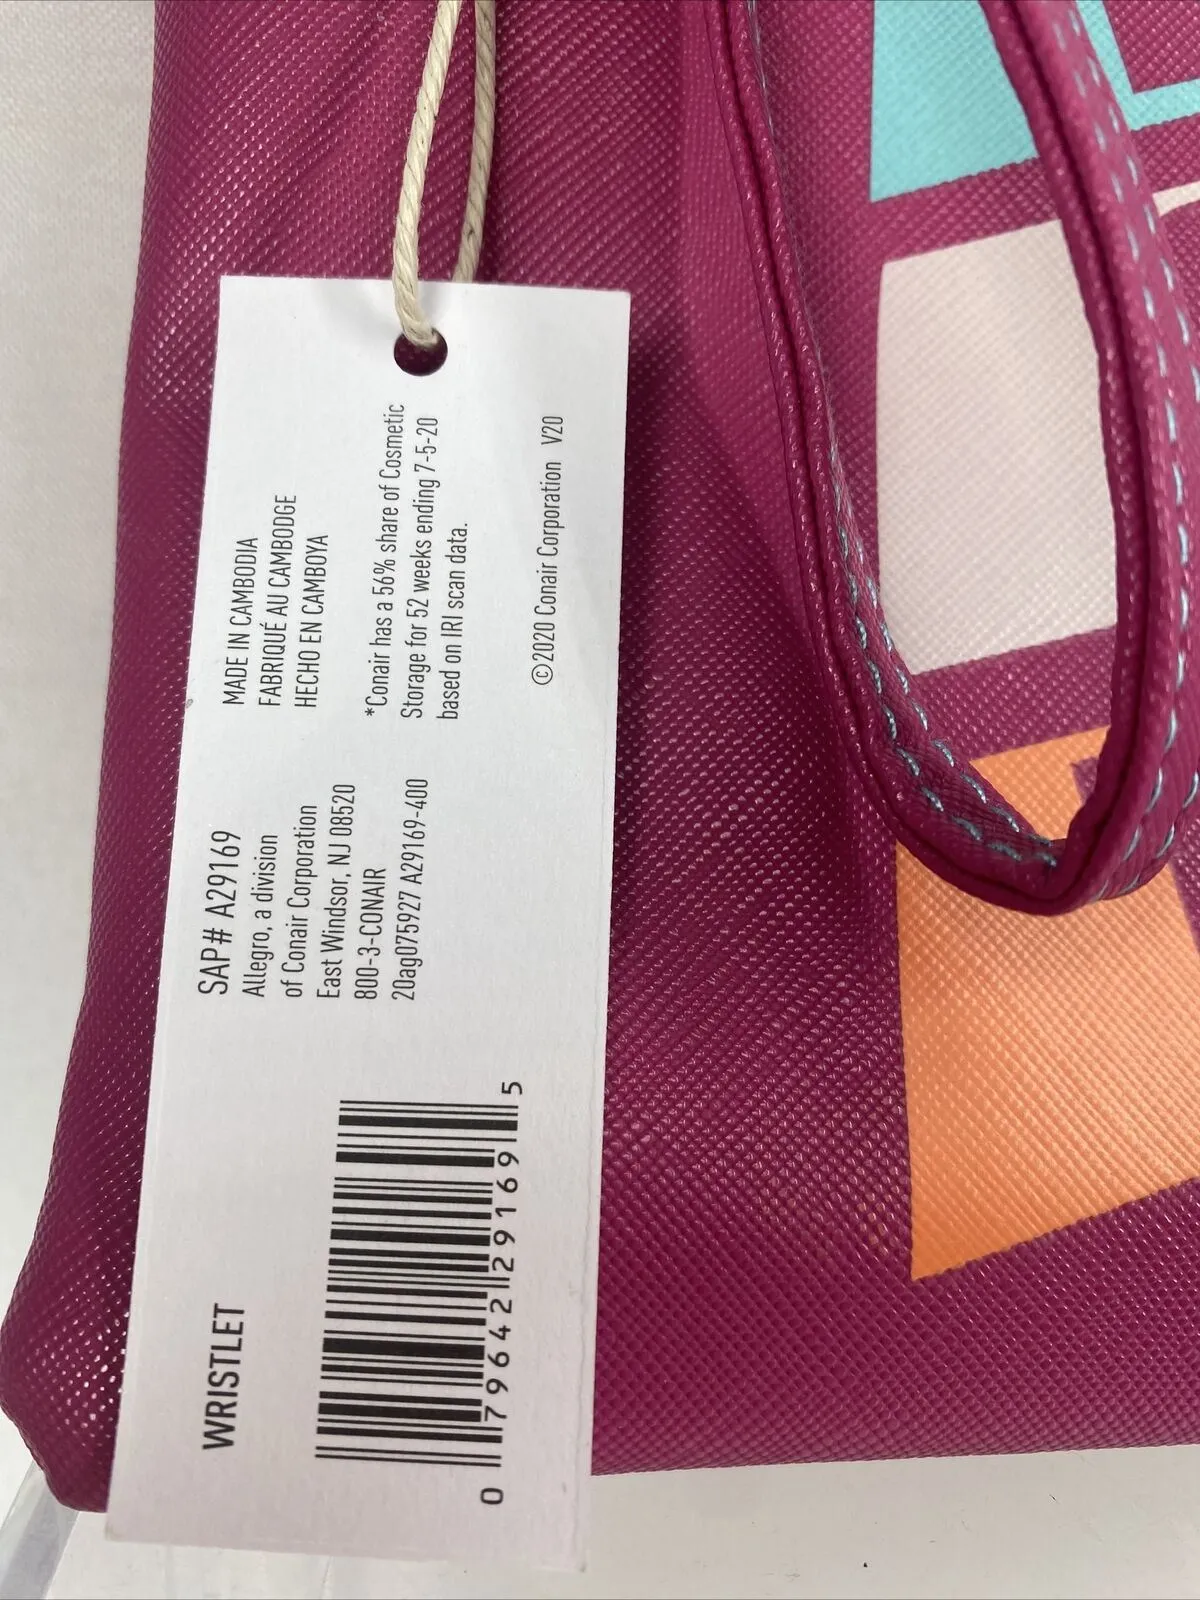 WRISTLET
SAP# A29169
Allegro, a division
of Conair Corporation
East Windsor, NJ 08520
800-3-CONAIR
20ag075927 A29169-400
MADE IN CAMBODIA
FABRIQUÉ AU CAMBODGE
HECHO EN CAMBOYA
*Conair has a 56% share of Cosmetic
Storage for 52 weeks ending 7-5-20
based on IRI scan data.
©2020 Conair Corporation V20
0 79642 29169 5